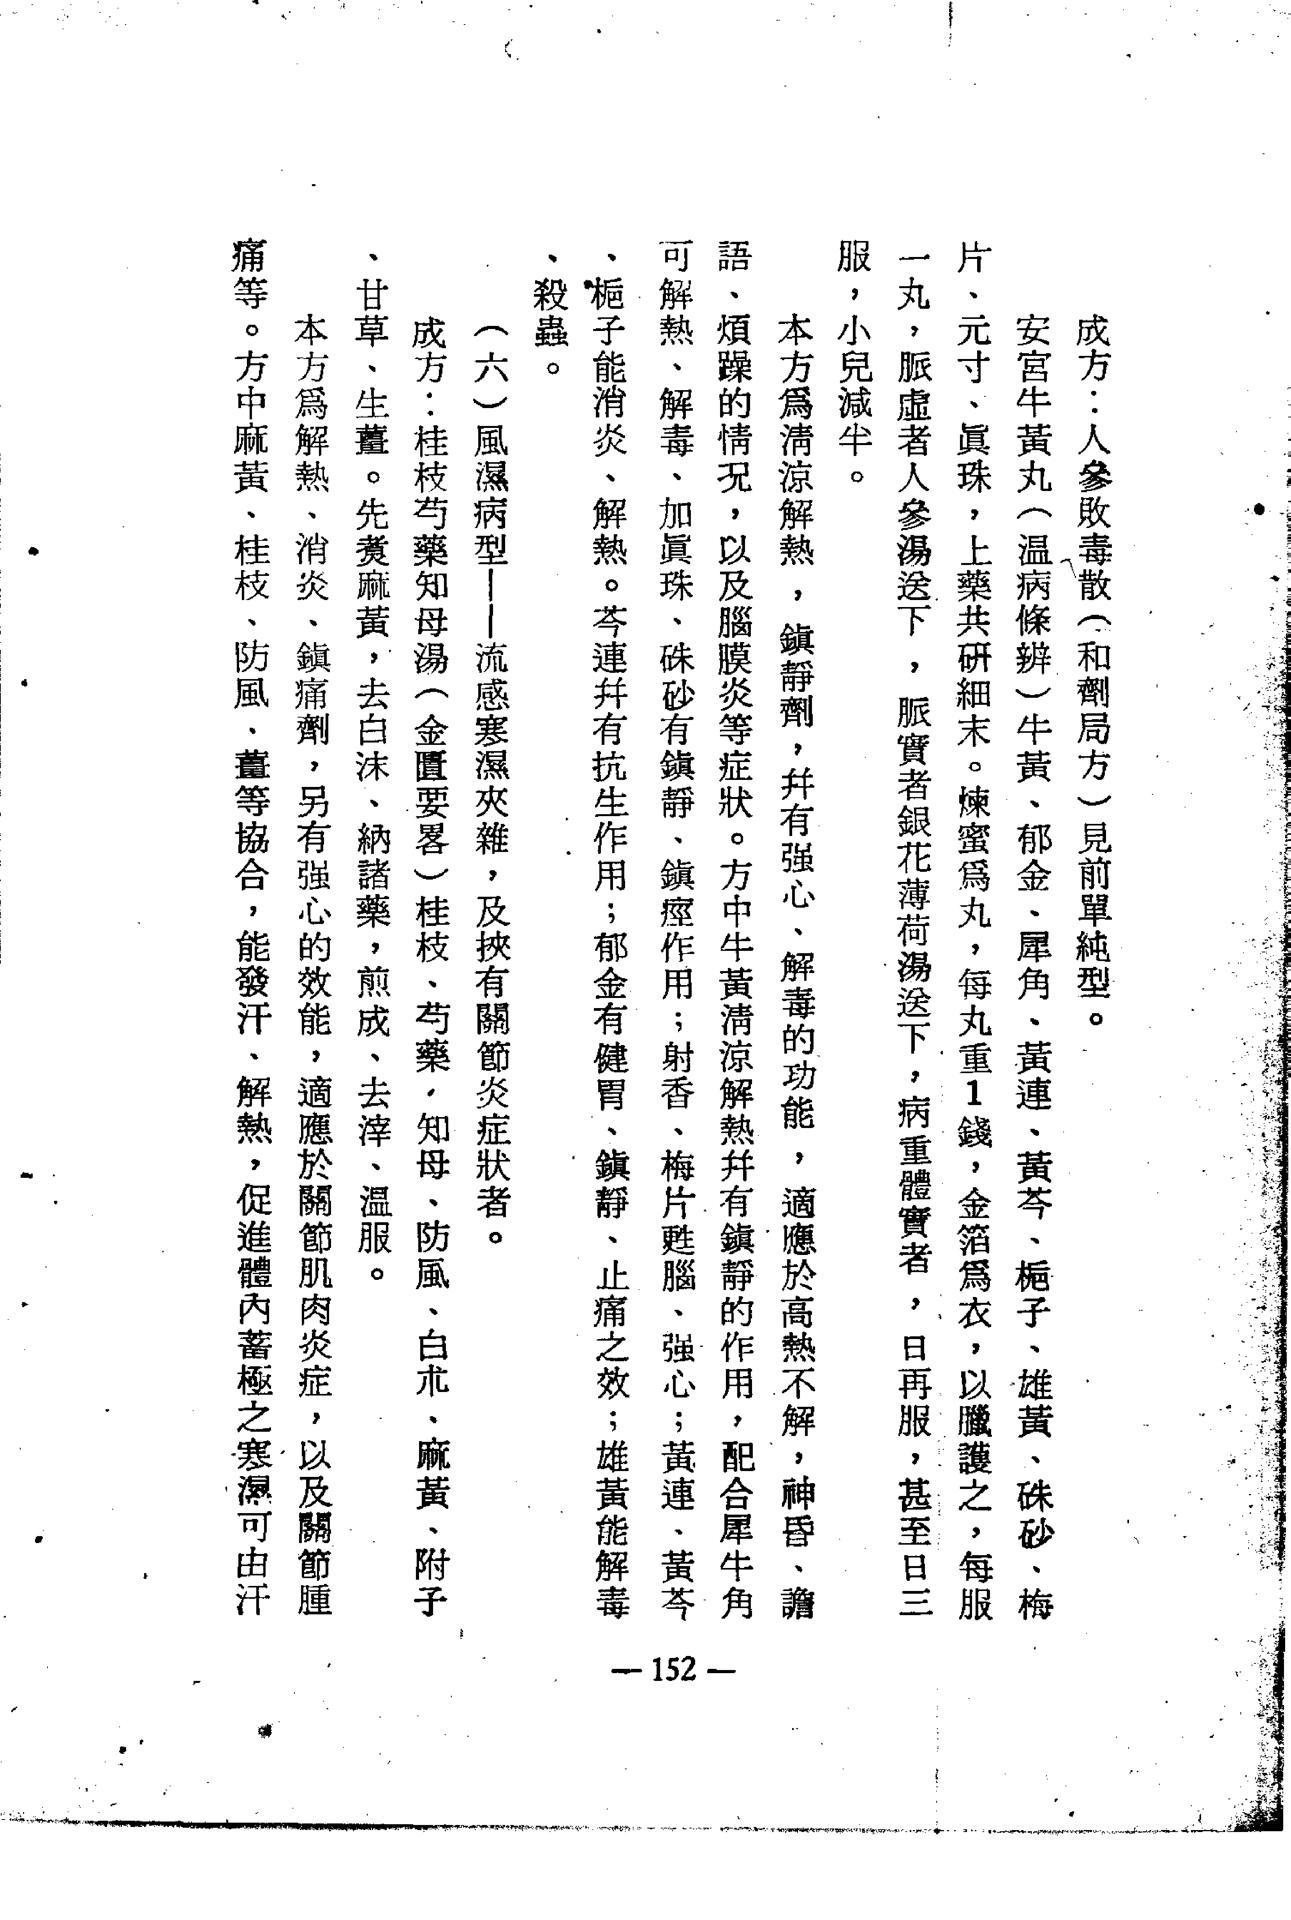 成方：人參敗毒散（和劑局方）見前單純型。
安宮牛黃丸（温病條辨）牛黃、郁金、犀角、黃連、黃芩、梔子、雄黃、硃砂、梅
片、元寸、眞珠，上藥共研細末。煉蜜爲丸，每丸重1錢，金箔爲衣，以臘護之，每服
一丸，脈虛者人參湯送下，脈實者銀花薄荷湯送下，病重體實者，日再服，甚至日三
服，小兒減半。
本方爲淸涼解熱，鎭靜劑，幷有强心、解毒的功能，適應於高熱不解，神昏、譫
語、煩躁的情况，以及腦膜炎等症狀。方中牛黃淸涼解熱幷有鎭靜的作用，配合犀牛角
可解熱、解毒、加眞珠、硃砂有鎭靜、鎭痙作用；射香、梅片甦腦、强心；黃連、黃芩
、梔子能消炎、解熱。芩連幷有抗生作用；郁金有健胃、鎭靜、止痛之效；雄黃能解毒
、殺蟲。
（六）風濕病型——流感寒濕夾雜，及挾有關節炎症狀者。
成方：桂枝芍藥知母湯（金匱要畧）桂枝、芍藥，知母、防風、白朮、麻黃、附子
、甘草、生薑。先煑麻黃，去白沫、納諸藥，煎成、去滓、温服。
本方爲解熱、消炎、鎭痛劑，另有强心的效能，適應於關節肌肉炎症，以及關節腫
痛等。方中麻黃、桂枝、防風、薑等協合，能發汗、解熱，促進體內蓄極之寒濕可由汗
— 152 —